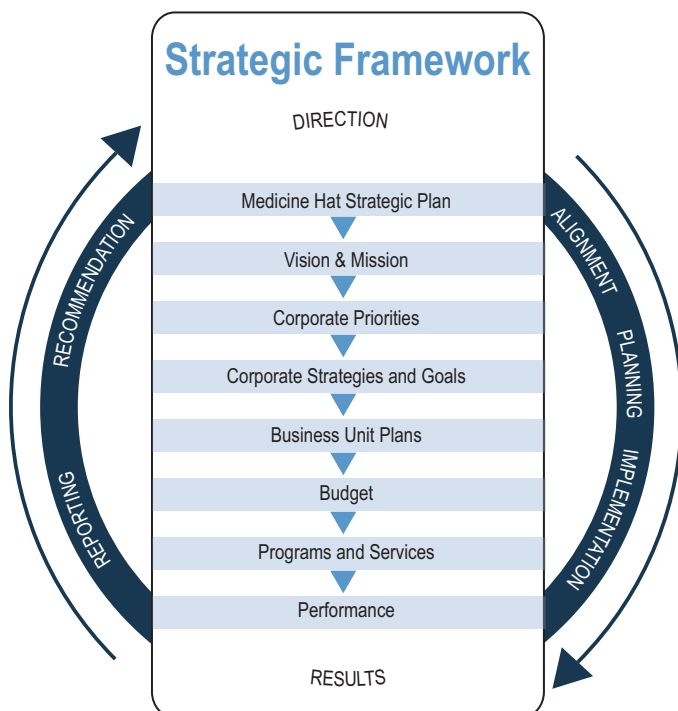 Strategic Framework
DIRECTION
Medicine Hat Strategic Plan
Vision & Mission
Corporate Priorities
Corporate Strategies and Goals
Business Unit Plans
Budget
Programs and Services
Performance
RESULTS
ALIGNMENT
PLANNING
IMPLEMENTATION
REPORTING
RECOMMENDATION